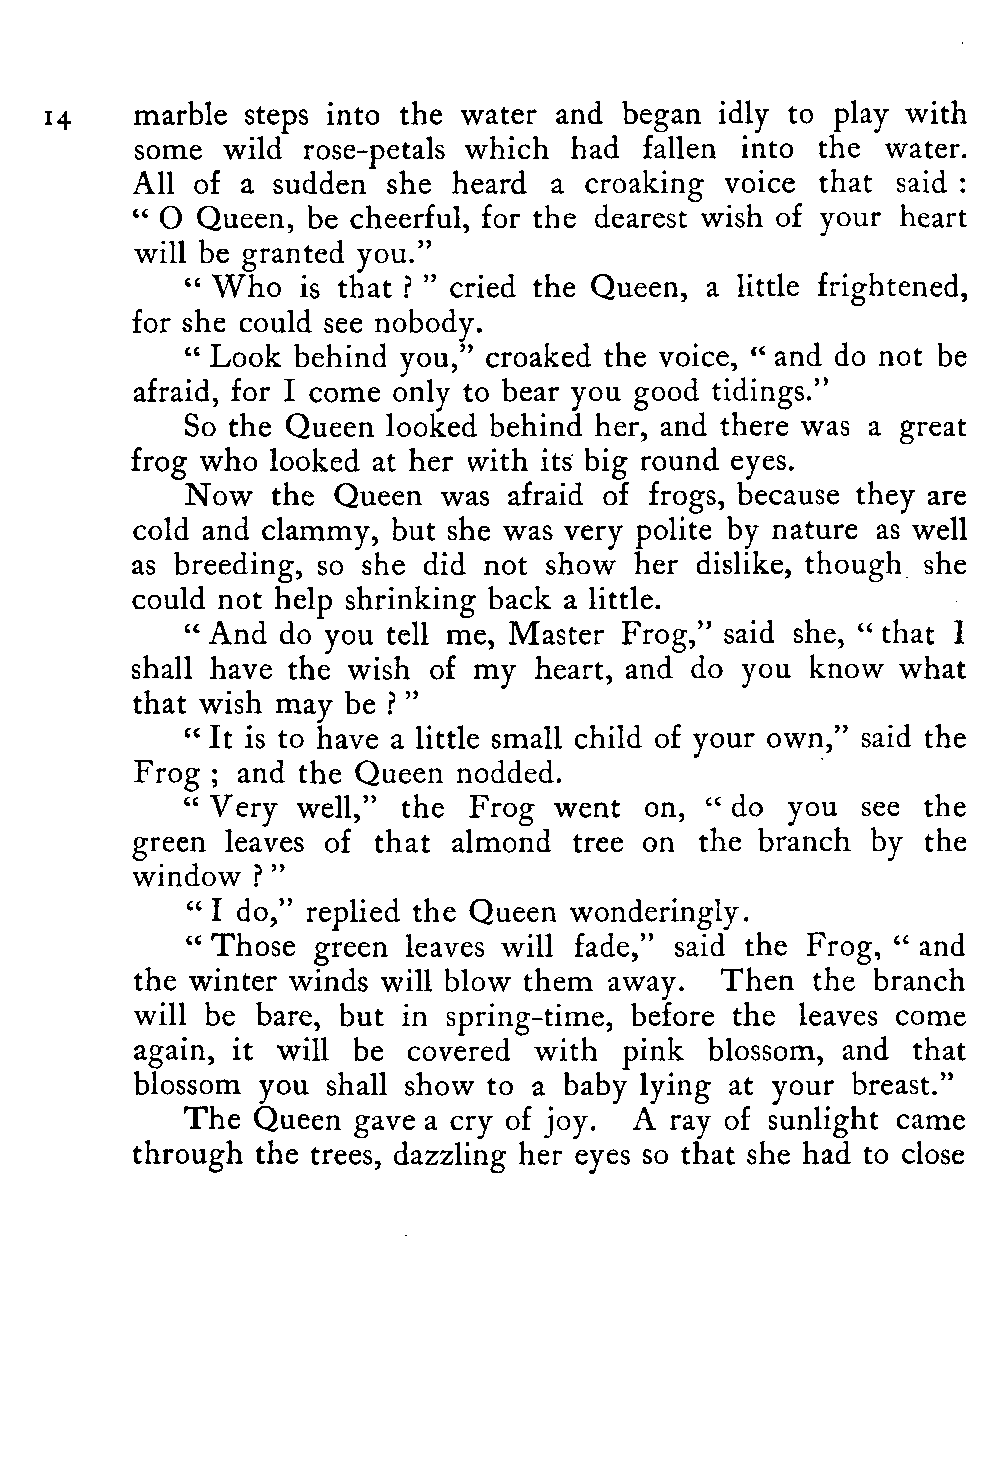 14 marble steps into the water and began idly to play with
some wild rose-petals which had fallen into the water.
All of a sudden she heard a croaking voice that said :
“ O Queen, be cheerful, for the dearest wish of your heart
will be granted you.”
“ Who is that ? ” cried the Queen, a little frightened,
for she could see nobody.
“ Look behind you,” croaked the voice, “ and do not be
afraid, for I come only to bear you good tidings.”
So the Queen looked behind her, and there was a great
frog who looked at her with its big round eyes.
Now the Queen was afraid of frogs, because they are
cold and clammy, but she was very polite by nature as well
as breeding, so she did not show her dislike, though she
could not help shrinking back a little.
“ And do you tell me, Master Frog,” said she, “ that I
shall have the wish of my heart, and do you know what
that wish may be ? ”
“ It is to have a little small child of your own,” said the
Frog ; and the Queen nodded.
“ Very well,” the Frog went on, “ do you see the
green leaves of that almond tree on the branch by the
window ? ”
“ I do,” replied the Queen wonderingly.
“ Those green leaves will fade,” said the Frog, “ and
the winter winds will blow them away. Then the branch
will be bare, but in spring-time, before the leaves come
again, it will be covered with pink blossom, and that
blossom you shall show to a baby lying at your breast.”
The Queen gave a cry of joy. A ray of sunlight came
through the trees, dazzling her eyes so that she had to close